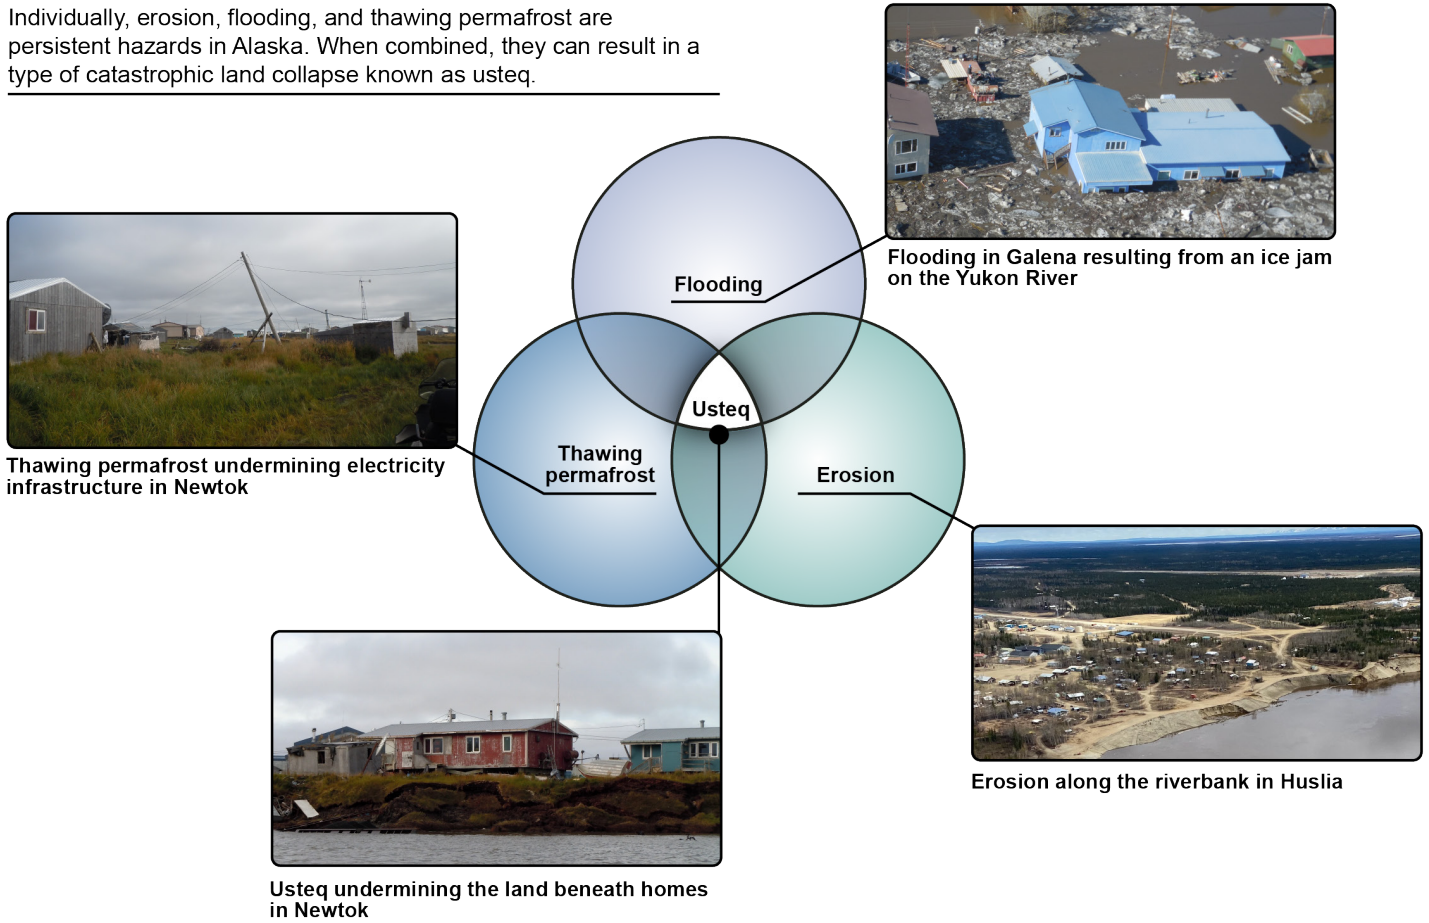 Individually, erosion, flooding, and thawing permafrost are
persistent hazards in Alaska. When combined, they can result in a
type of catastrophic land collapse known as usteq.
Flooding in Galena resulting from an ice jam
on the Yukon River
Flooding
Usteq
Thawing
permafrost
Erosion
Thawing permafrost undermining electricity
infrastructure in Newtok
Erosion along the riverbank in Huslia
Usteq undermining the land beneath homes
in Newtok